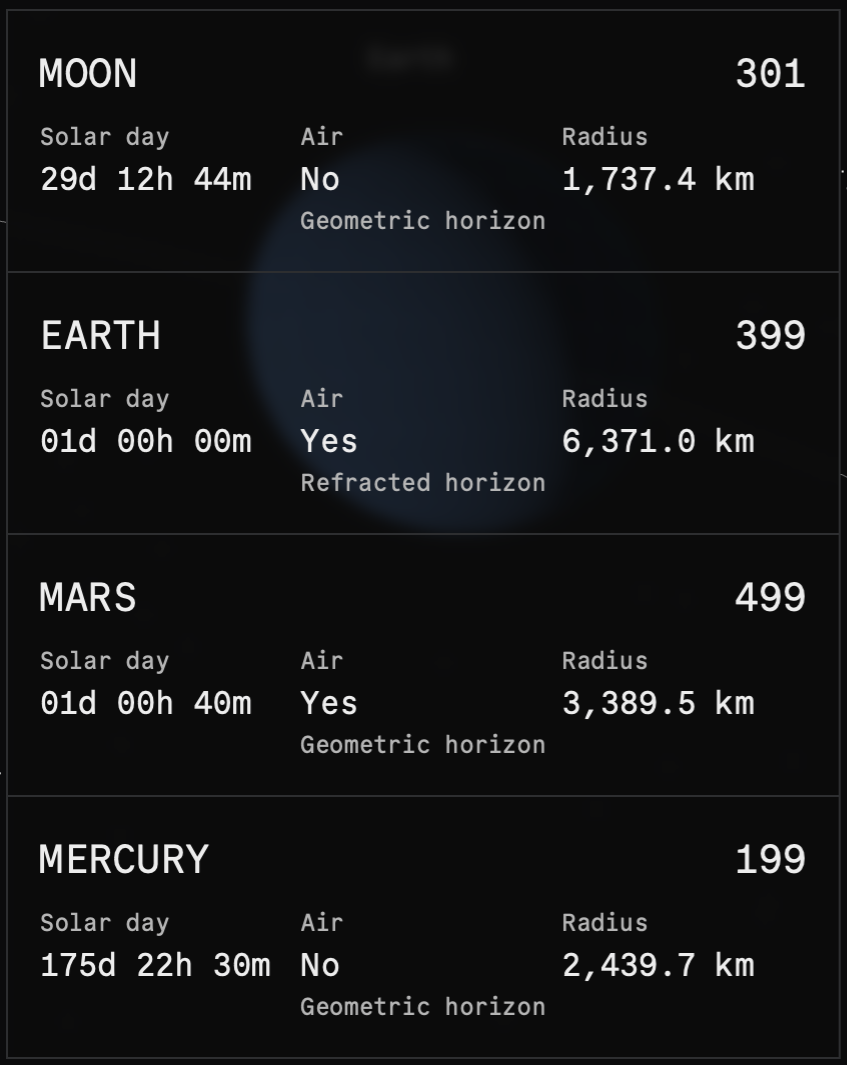 MOON 301
Solar day Air Radius
29d 12h 44m No 1,737.4 km
Geometric horizon
EARTH 399
Solar day Air Radius
01d 00h 00m Yes 6,371.0 km
Refracted horizon
MARS 499
Solar day Air Radius
01d 00h 40m Yes 3,389.5 km
Geometric horizon
MERCURY 199
Solar day Air Radius
175d 22h 30m No 2,439.7 km
Geometric horizon